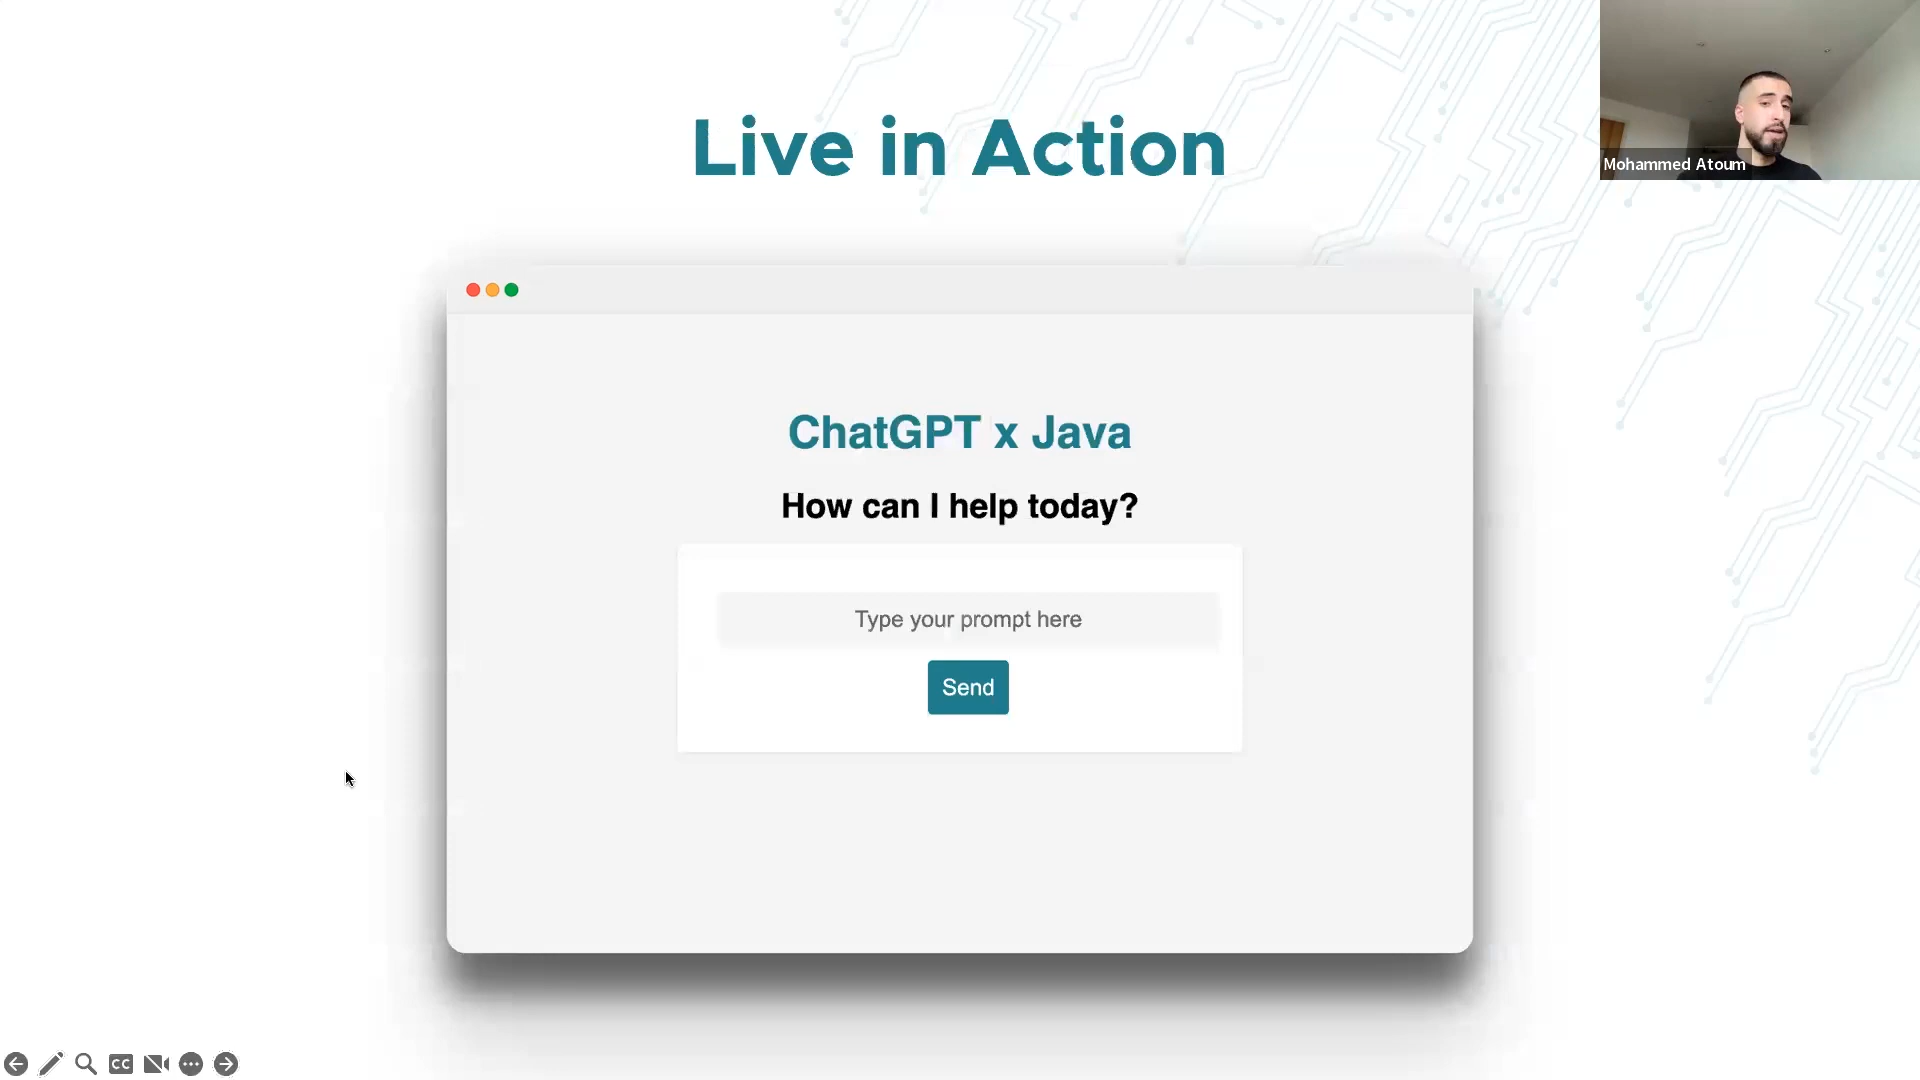 Live in Action
Mohammed Atoum
ChatGPT x Java
How can I help today?
Type your prompt here
Send
CC